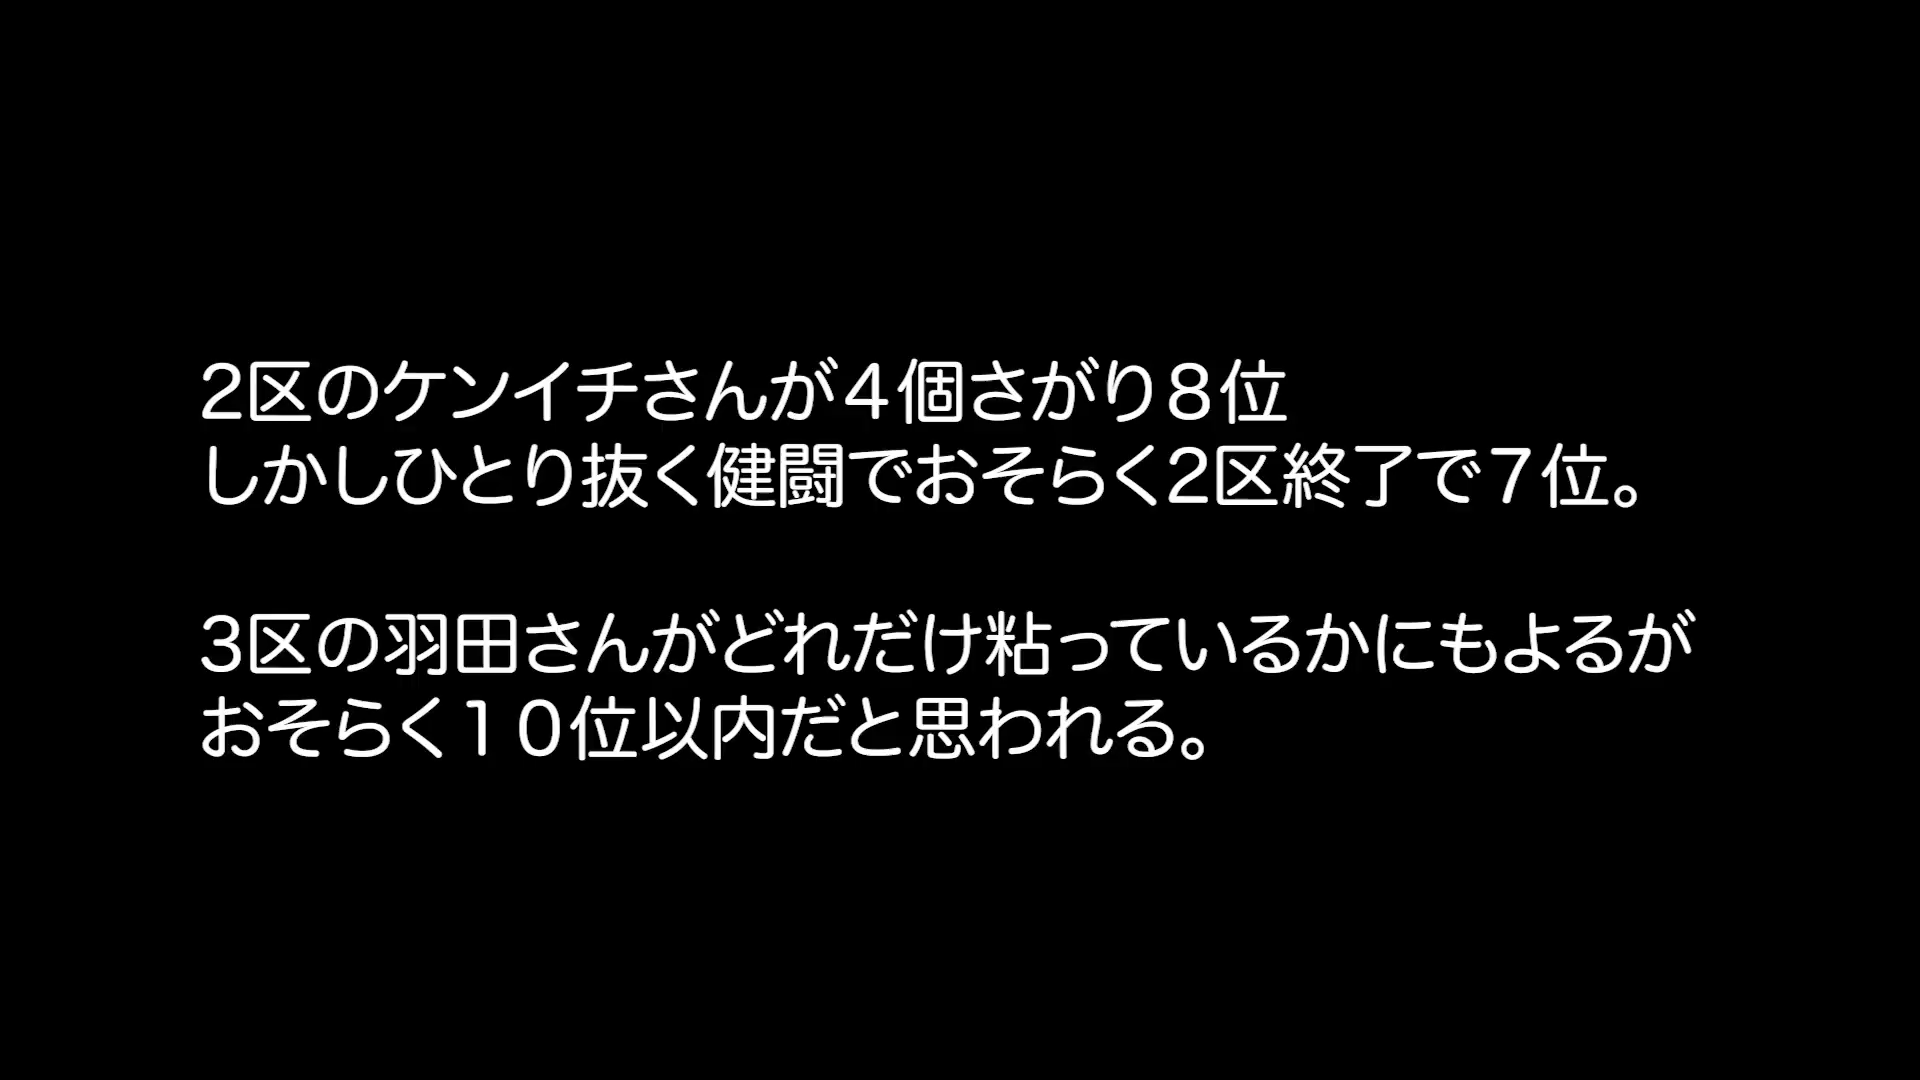 2区のケンイチさんが４個さがり８位
しかしひとり抜く健闘でおそらく2区終了で７位。
3区の羽田さんがどれだけ粘っているかにもよるが
おそらく１０位以内だと思われる。